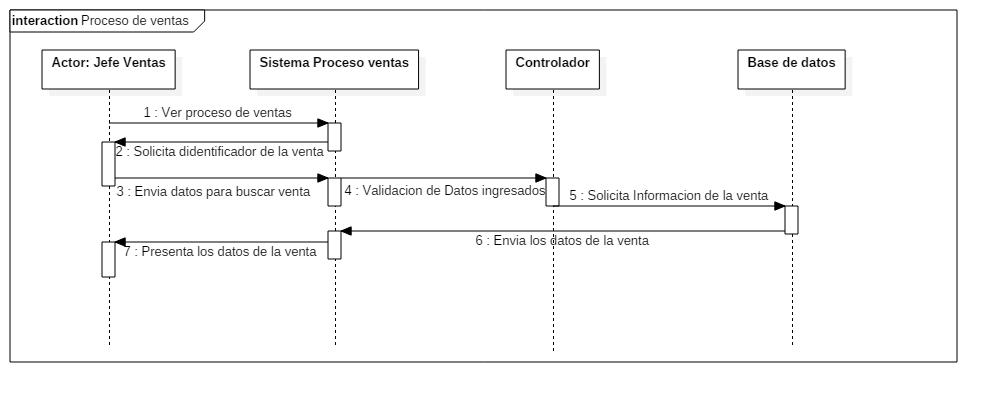 interaction Proceso de ventas
Actor: Jefe Ventas
Sistema Proceso ventas
Controlador
Base de datos
1 : Ver proceso de ventas
2 : Solicita didentificador de la venta
3 : Envia datos para buscar venta
4 : Validacion de Datos ingresados
5 : Solicita Informacion de la venta
6 : Envia los datos de la venta
7 : Presenta los datos de la venta